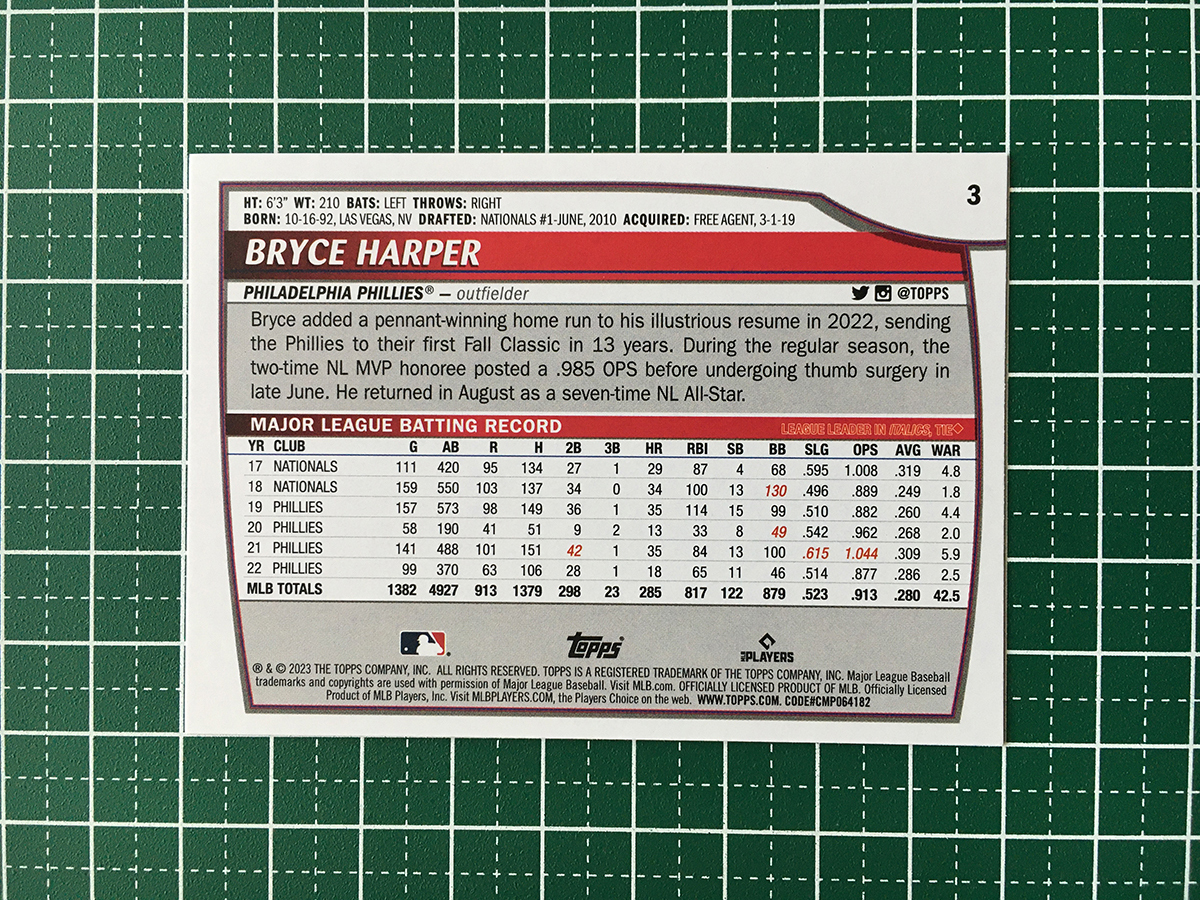 3
HT: 6'3" WT: 210 BATS: LEFT THROWS: RIGHT
BORN: 10-16-92, LAS VEGAS, NV DRAFTED: NATIONALS #1-JUNE, 2010 ACQUIRED: FREE AGENT, 3-1-19
BRYCE HARPER
PHILADELPHIA PHILLIES® — outfielder @TOPPS
Bryce added a pennant-winning home run to his illustrious resume in 2022, sending
the Phillies to their first Fall Classic in 13 years. During the regular season, the
two-time NL MVP honoree posted a .985 OPS before undergoing thumb surgery in
late June. He returned in August as a seven-time NL All-Star.
MAJOR LEAGUE BATTING RECORD LEAGUE LEADER IN ITALICS, TIE◇
YR CLUB G AB R H 2B 3B HR RBI SB BB SLG OPS AVG WAR
17 NATIONALS 111 420 95 134 27 1 29 87 4 68 .595 1.008 .319 4.8
18 NATIONALS 159 550 103 137 34 0 34 100 13 130 .496 .889 .249 1.8
19 PHILLIES 157 573 98 149 36 1 35 114 15 99 .510 .882 .260 4.4
20 PHILLIES 58 190 41 51 9 2 13 33 8 49 .542 .962 .268 2.0
21 PHILLIES 141 488 101 151 42 1 35 84 13 100 .615 1.044 .309 5.9
22 PHILLIES 99 370 63 106 28 1 18 65 11 46 .514 .877 .286 2.5
MLB TOTALS 1382 4927 913 1379 298 23 285 817 122 879 .523 .913 .280 42.5
topps® PLAYERS
® & © 2023 THE TOPPS COMPANY, INC. ALL RIGHTS RESERVED. TOPPS IS A REGISTERED TRADEMARK OF THE TOPPS COMPANY, INC. Major League Baseball
trademarks and copyrights are used with permission of Major League Baseball. Visit MLB.com. OFFICIALLY LICENSED PRODUCT OF MLB. Officially Licensed
Product of MLB Players, Inc. Visit MLBPLAYERS.COM, the Players Choice on the web. WWW.TOPPS.COM. CODE#CMP064182